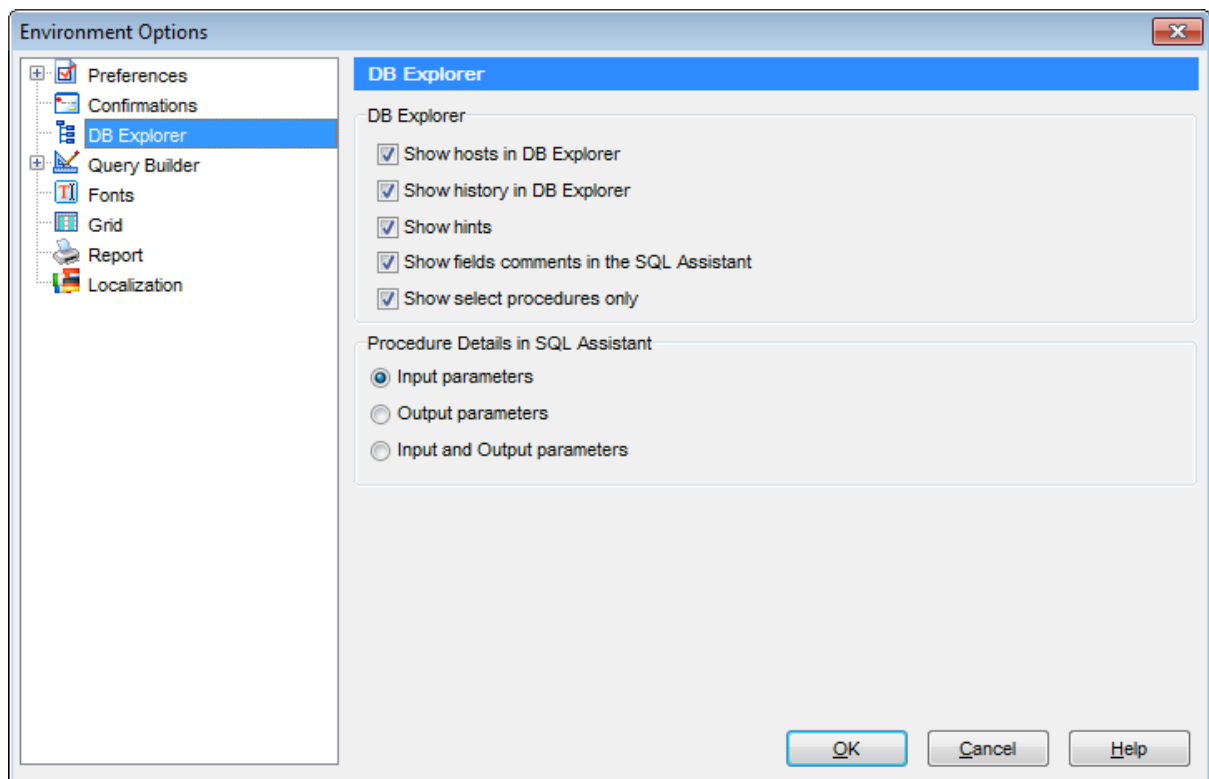 Environment Options
Preferences
Confirmations
DB Explorer
Query Builder
Fonts
Grid
Report
Localization
DB Explorer
DB Explorer
Show hosts in DB Explorer
Show history in DB Explorer
Show hints
Show fields comments in the SQL Assistant
Show select procedures only
Procedure Details in SQL Assistant
Input parameters
Output parameters
Input and Output parameters
OK Cancel Help